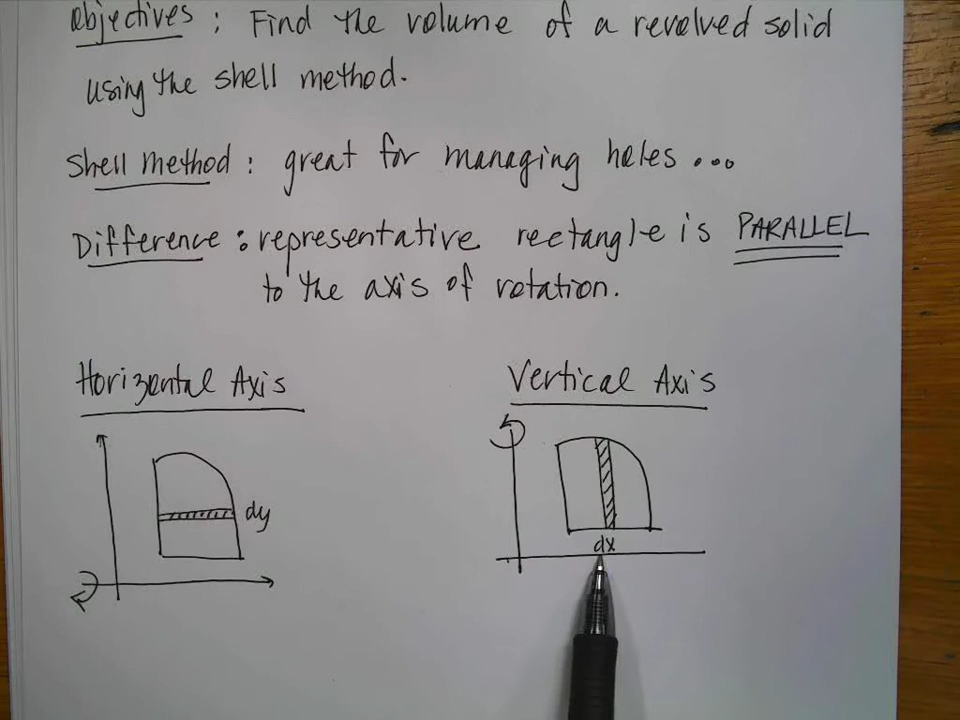 objectives : Find the volume of a revolved solid
using the shell method.
Shell method : great for managing holes ...
Difference : representative rectangle is PARALLEL
to the axis of rotation.
Horizontal Axis
Vertical Axis
dy
dx